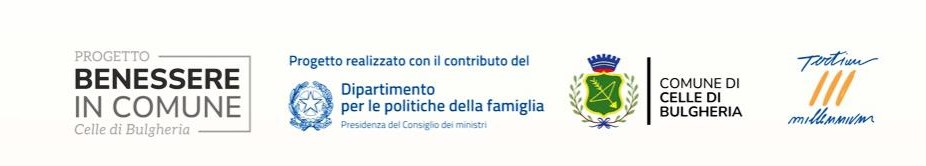 PROGETTO
BENESSERE
IN COMUNE
Celle di Bulgheria
Progetto realizzato con il contributo del
Dipartimento
per le politiche della famiglia
Presidenza del Consiglio dei ministri
COMUNE DI
CELLE DI
BULGHERIA
Tertium
millennium